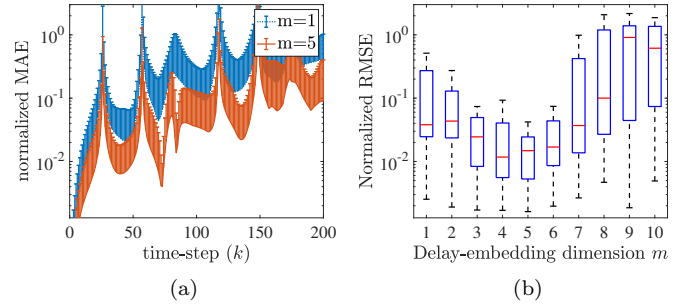 normalized MAE
10^0
10^-1
10^-2
m=1
m=5
0 50 100 150 200
time-step (k)
(a)
Normalized RMSE
10^0
10^-1
10^-2
1 2 3 4 5 6 7 8 9 10
Delay-embedding dimension m
(b)